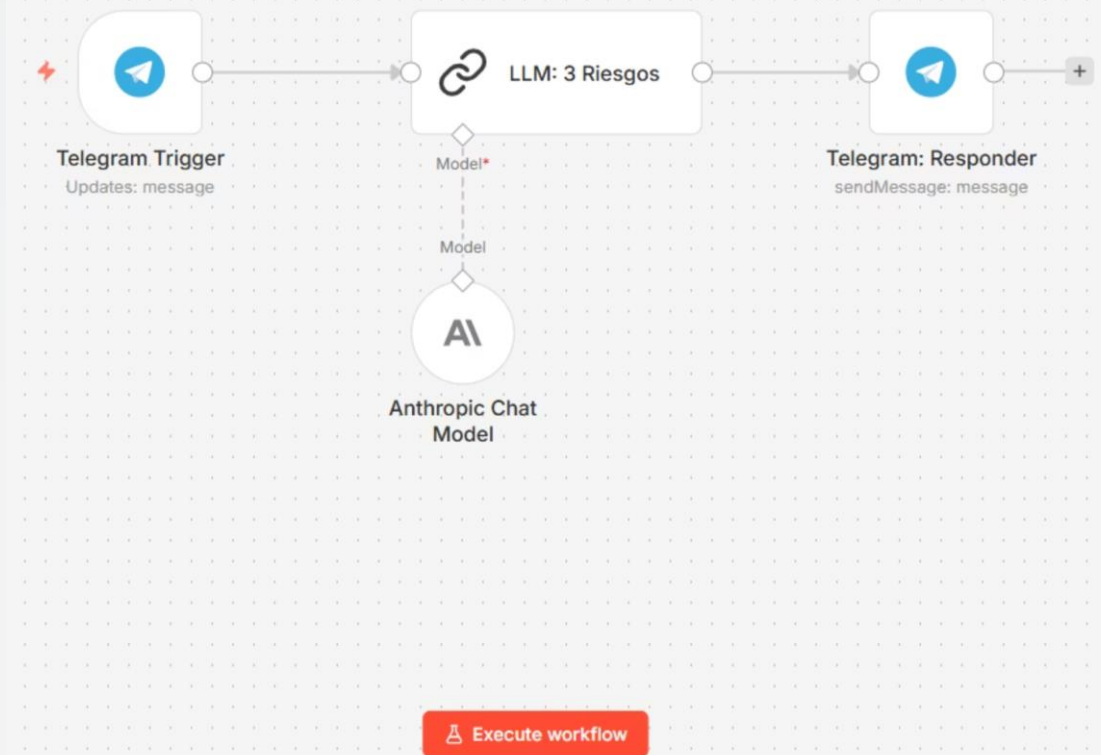 LLM: 3 Riesgos
Telegram Trigger
Updates: message
Model*
Telegram: Responder
sendMessage: message
Model
Anthropic Chat
Model
Execute workflow